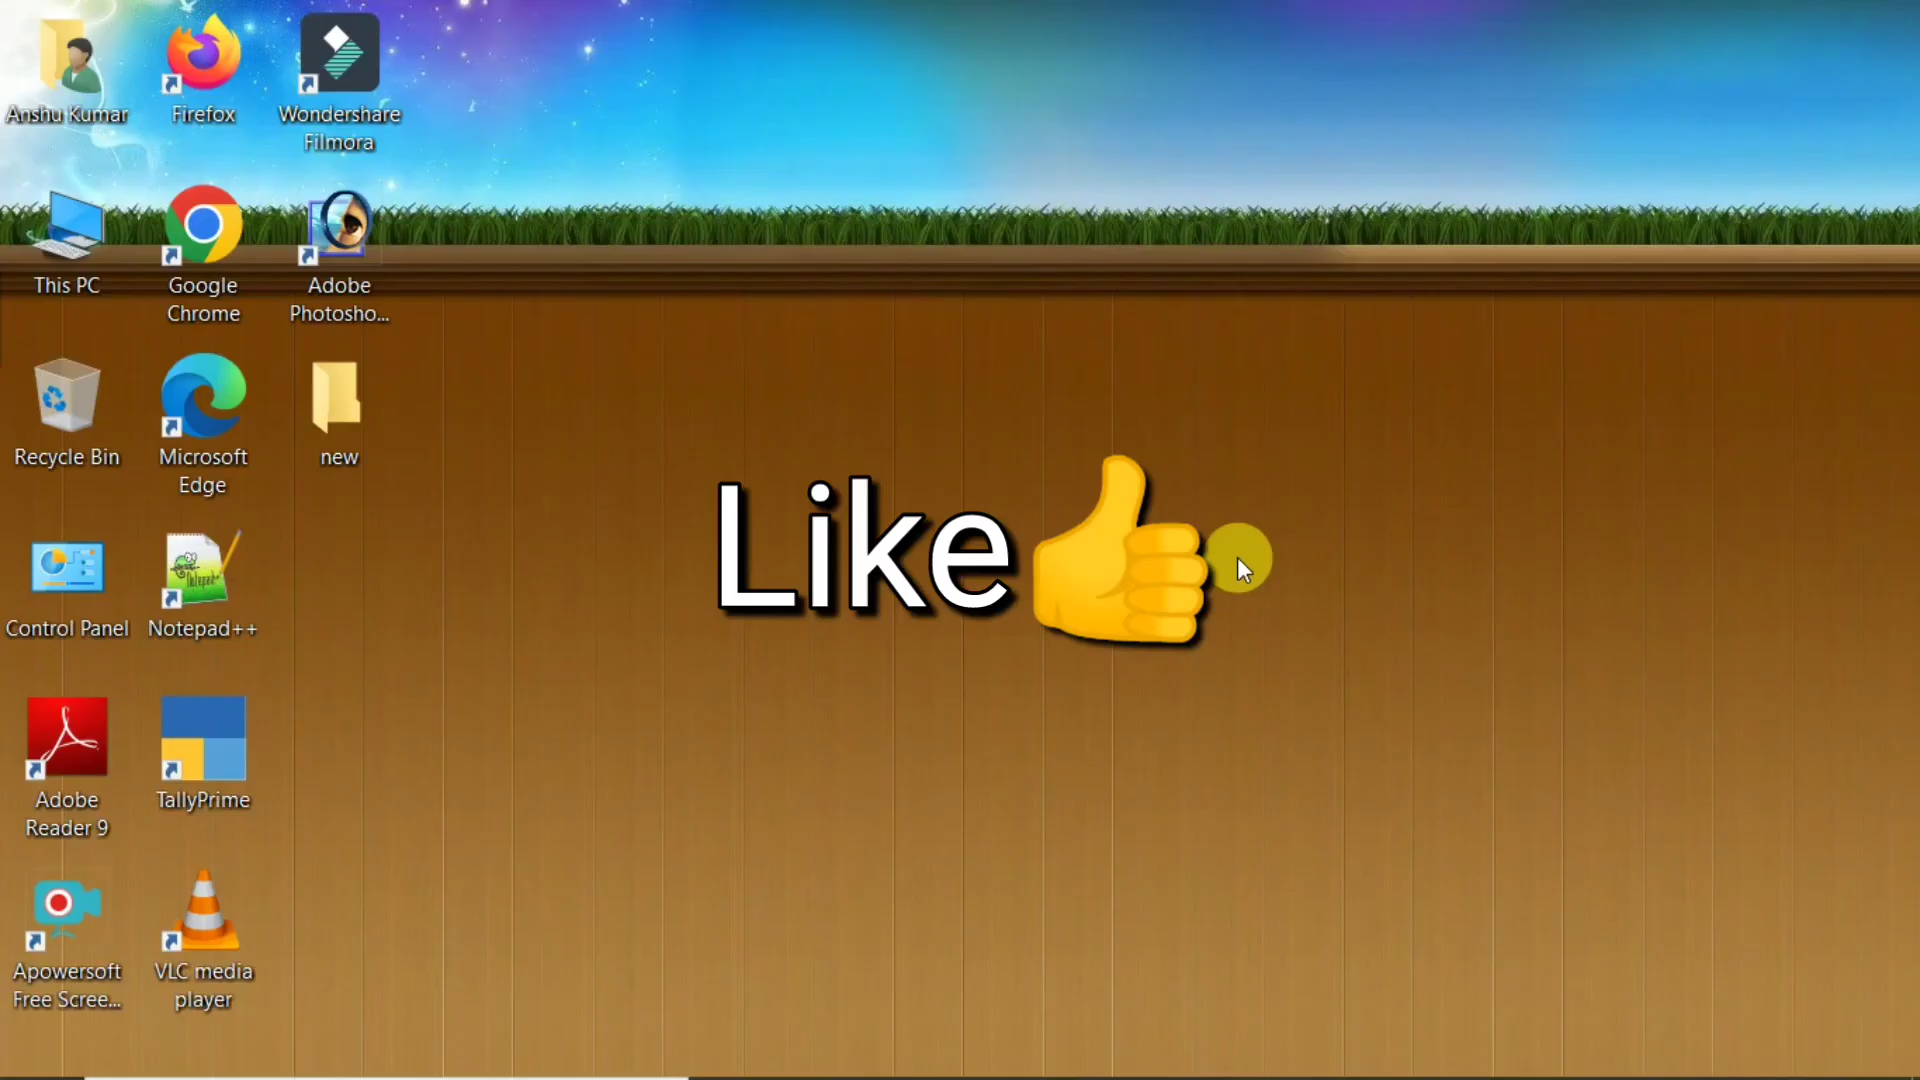 Anshu Kumar
Firefox
Wondershare
Filmora
This PC
Google
Chrome
Adobe
Photosho...
Recycle Bin
Microsoft
Edge
new
Like👍
Control Panel
Notepad++
Adobe
Reader 9
TallyPrime
Apowersoft
Free Scree...
VLC media
player